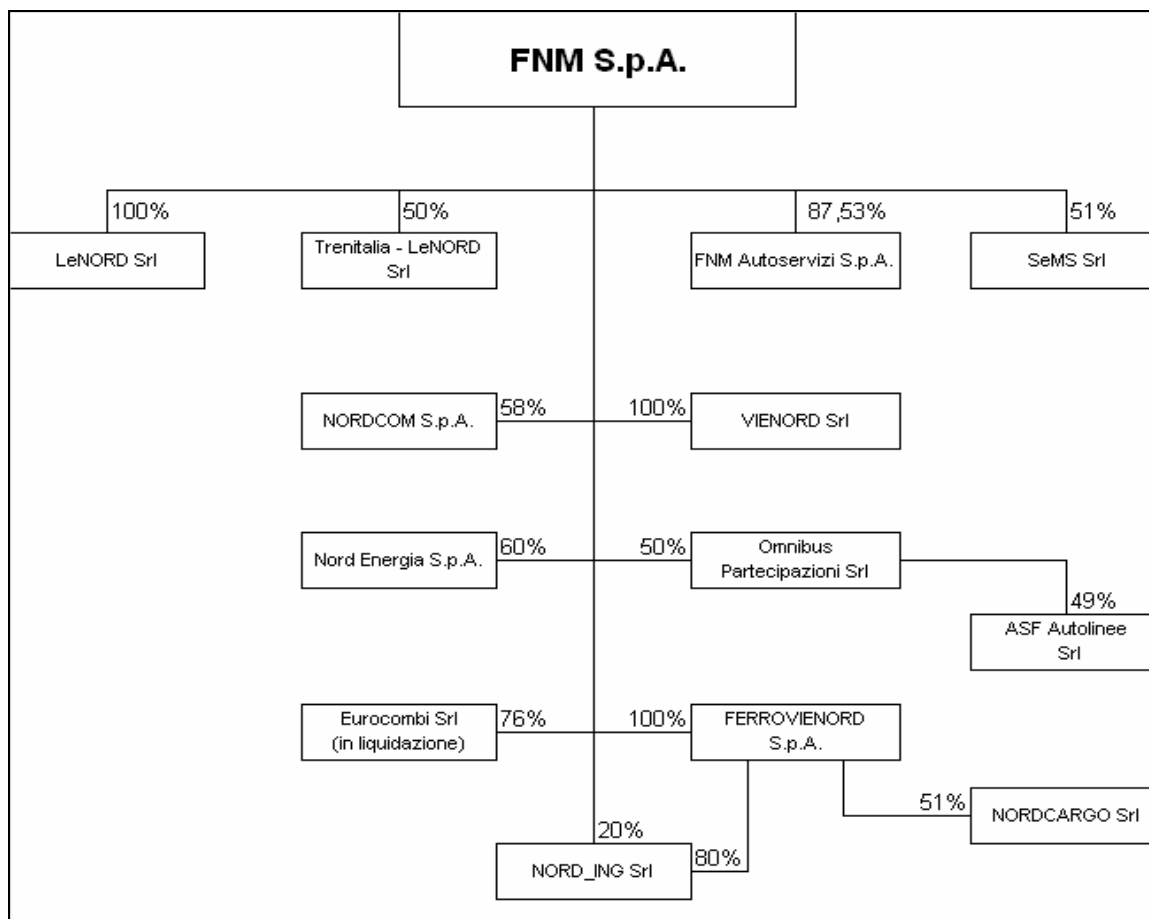 FNM S.p.A.
100%
50%
87,53%
51%
LeNORD Srl
Trenitalia - LeNORD
Srl
FNM Autoservizi S.p.A.
SeMS Srl
58%
100%
NORDCOM S.p.A.
VIENORD Srl
60%
50%
Nord Energia S.p.A.
Omnibus
Partecipazioni Srl
49%
ASF Autolinee
Srl
76%
100%
Eurocombi Srl
(in liquidazione)
FERROVIENORD
S.p.A.
51%
NORDCARGO Srl
20%
80%
NORD_ING Srl